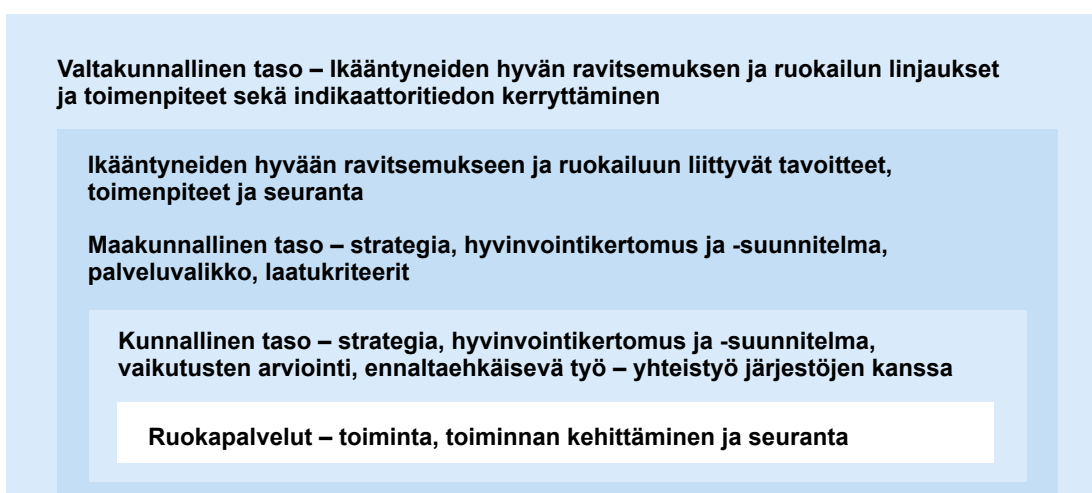 Valtakunnallinen taso – Ikääntyneiden hyvän ravitsemuksen ja ruokailun linjaukset
ja toimenpiteet sekä indikaattoritiedon kerryttäminen
Ikääntyneiden hyvään ravitsemukseen ja ruokailuun liittyvät tavoitteet,
toimenpiteet ja seuranta
Maakunnallinen taso – strategia, hyvinvointikertomus ja -suunnitelma,
palveluvalikko, laatukriteerit
Kunnallinen taso – strategia, hyvinvointikertomus ja -suunnitelma,
vaikutusten arviointi, ennaltaehkäisevä työ – yhteistyö järjestöjen kanssa
Ruokapalvelut – toiminta, toiminnan kehittäminen ja seuranta